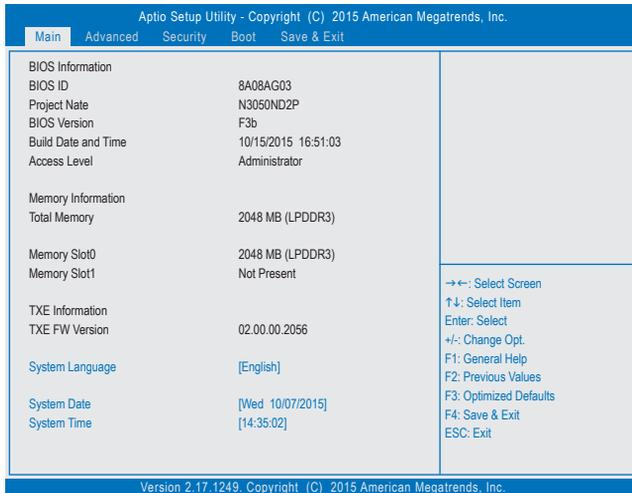 Aptio Setup Utility - Copyright (C) 2015 American Megatrends, Inc.
Main Advanced Security Boot Save & Exit
BIOS Information
BIOS ID 8A08AG03
Project Nate N3050ND2P
BIOS Version F3b
Build Date and Time 10/15/2015 16:51:03
Access Level Administrator
Memory Information
Total Memory 2048 MB (LPDDR3)
Memory Slot0 2048 MB (LPDDR3)
Memory Slot1 Not Present
TXE Information
TXE FW Version 02.00.00.2056
System Language [English]
System Date [Wed 10/07/2015]
System Time [14:35:02]
→←: Select Screen
↑↓: Select Item
Enter: Select
+/-: Change Opt.
F1: General Help
F2: Previous Values
F3: Optimized Defaults
F4: Save & Exit
ESC: Exit
Version 2.17.1249. Copyright (C) 2015 American Megatrends, Inc.